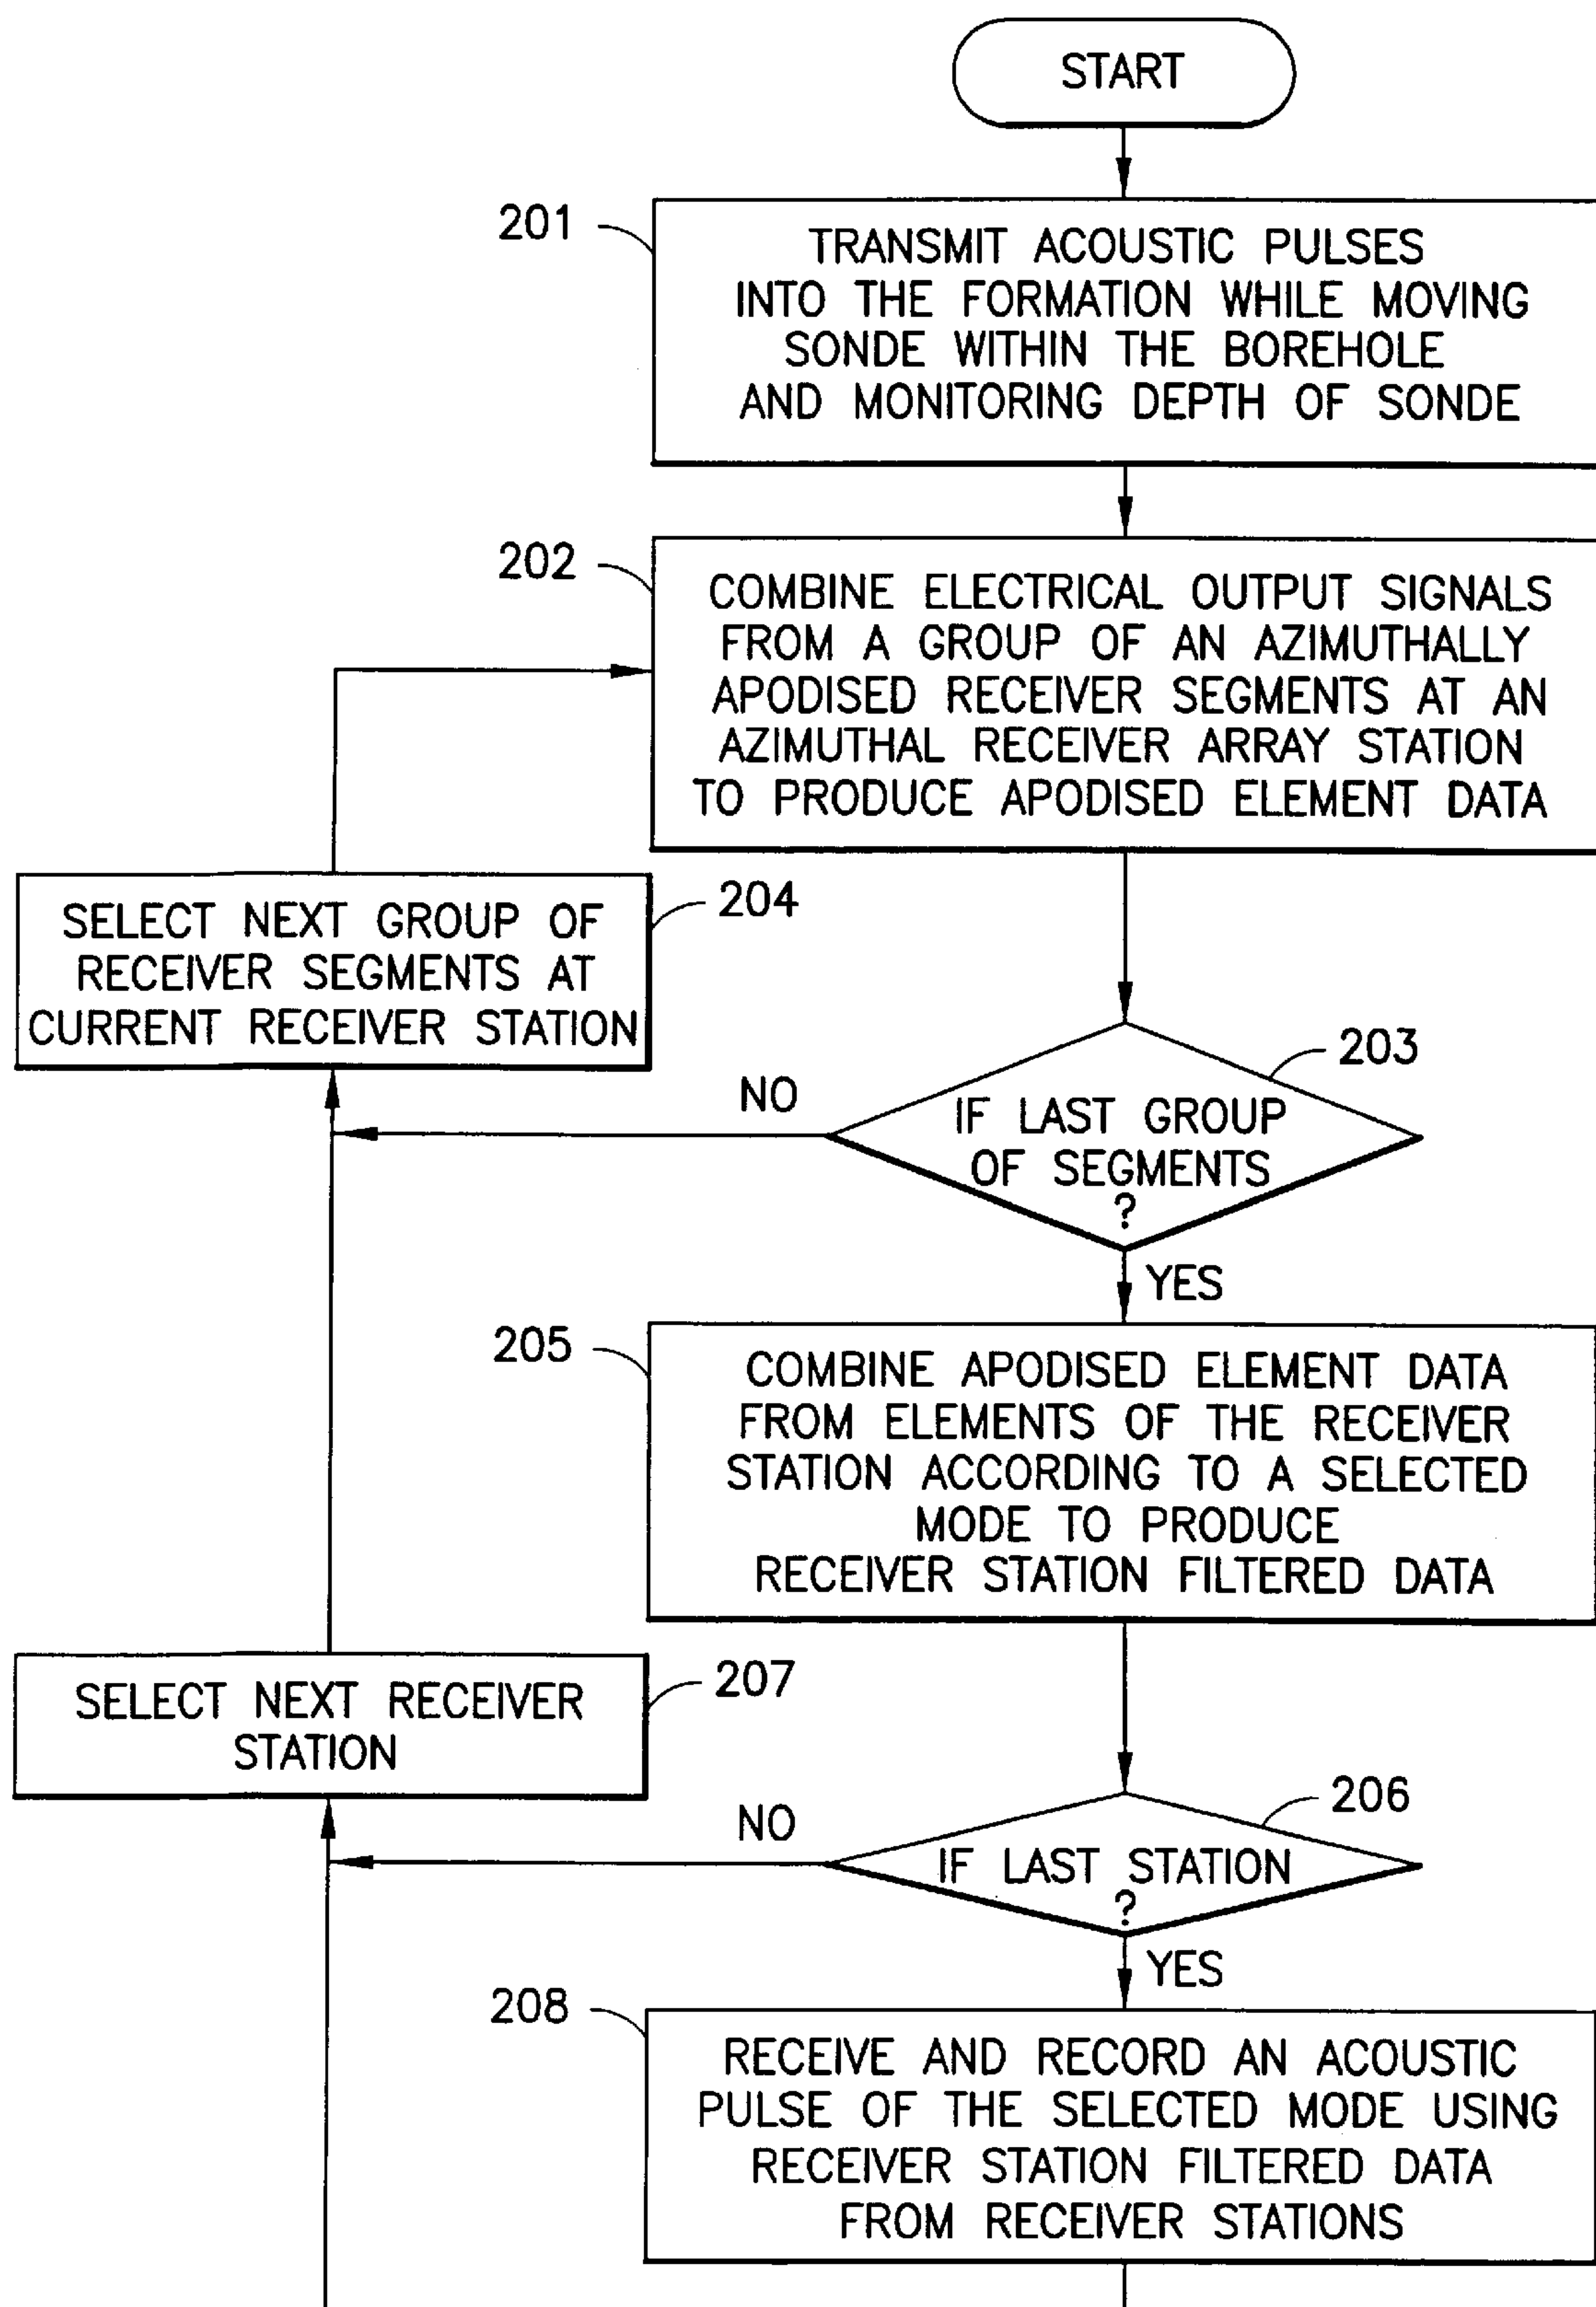 START
201
TRANSMIT ACOUSTIC PULSES
INTO THE FORMATION WHILE MOVING
SONDE WITHIN THE BOREHOLE
AND MONITORING DEPTH OF SONDE
202
COMBINE ELECTRICAL OUTPUT SIGNALS
FROM A GROUP OF AN AZIMUTHALLY
APODISED RECEIVER SEGMENTS AT AN
AZIMUTHAL RECEIVER ARRAY STATION
TO PRODUCE APODISED ELEMENT DATA
204
SELECT NEXT GROUP OF
RECEIVER SEGMENTS AT
CURRENT RECEIVER STATION
203
NO
IF LAST GROUP
OF SEGMENTS
?
YES
205
COMBINE APODISED ELEMENT DATA
FROM ELEMENTS OF THE RECEIVER
STATION ACCORDING TO A SELECTED
MODE TO PRODUCE
RECEIVER STATION FILTERED DATA
207
SELECT NEXT RECEIVER
STATION
206
NO
IF LAST STATION
?
YES
208
RECEIVE AND RECORD AN ACOUSTIC
PULSE OF THE SELECTED MODE USING
RECEIVER STATION FILTERED DATA
FROM RECEIVER STATIONS